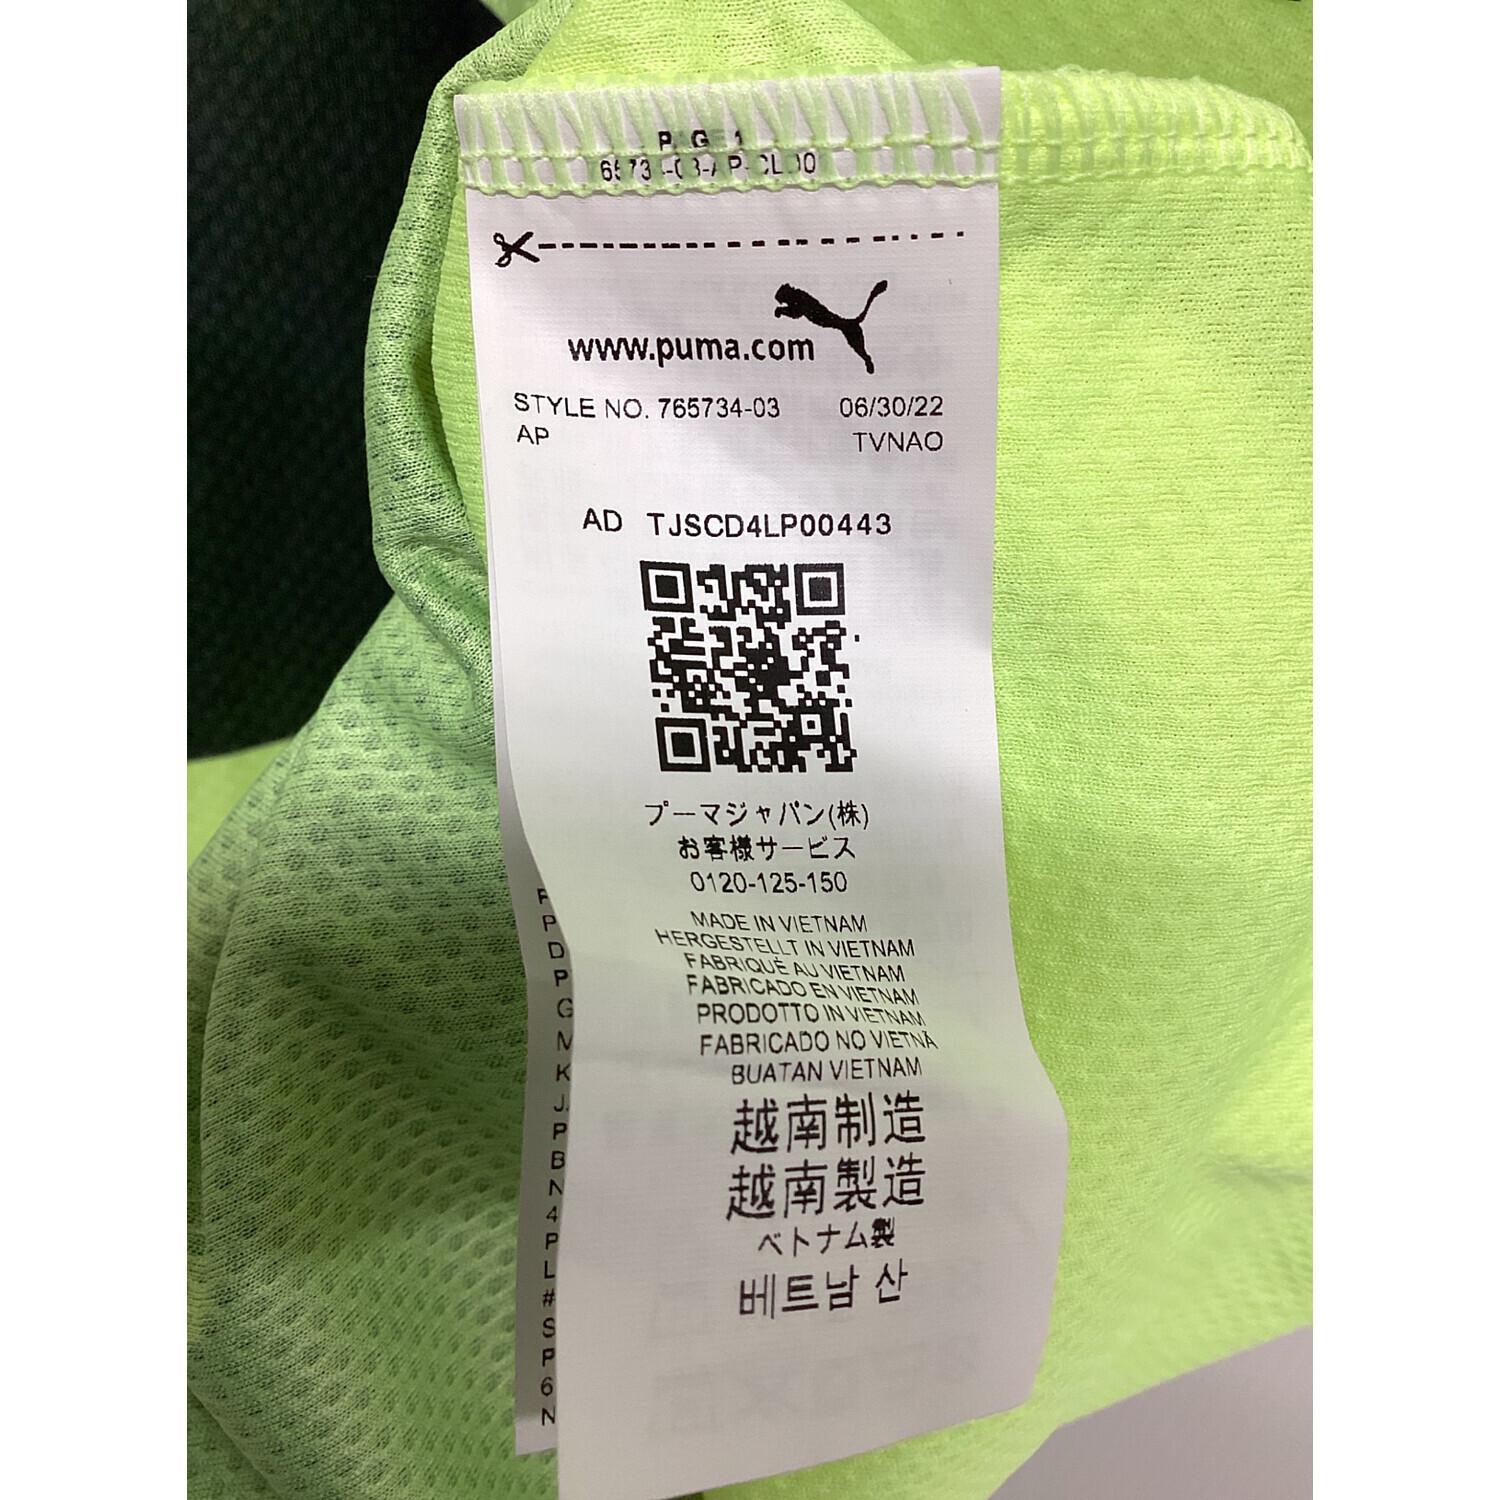 www.puma.com
STYLE NO. 765734-03 06/30/22
AP TVNAO
AD TJSCD4LP00443
プーマジャパン(株)
お客様サービス
0120-125-150
MADE IN VIETNAM
HERGESTELLT IN VIETNAM
FABRIQUÉ AU VIETNAM
FABRICADO EN VIETNAM
PRODOTTO IN VIETNAM
FABRICADO NO VIETNÃ
BUATAN VIETNAM
越南制造
越南製造
ベトナム製
베트남 산